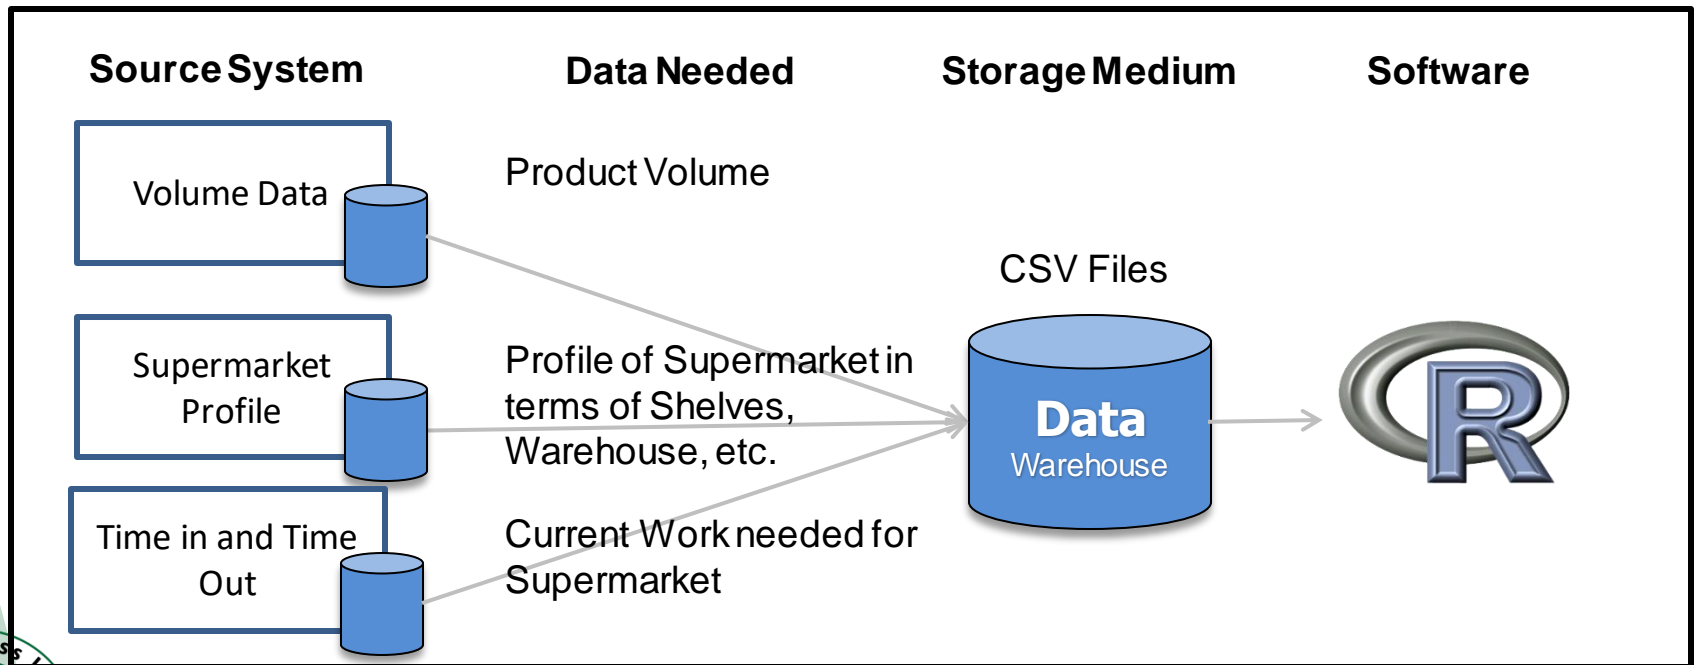 Source System
Data Needed
Storage Medium
Software
Volume Data
Product Volume
CSV Files
Supermarket
Profile
Profile of Supermarket in
terms of Shelves,
Warehouse, etc.
Data
Warehouse
R
Time in and Time
Out
Current Work needed for
Supermarket